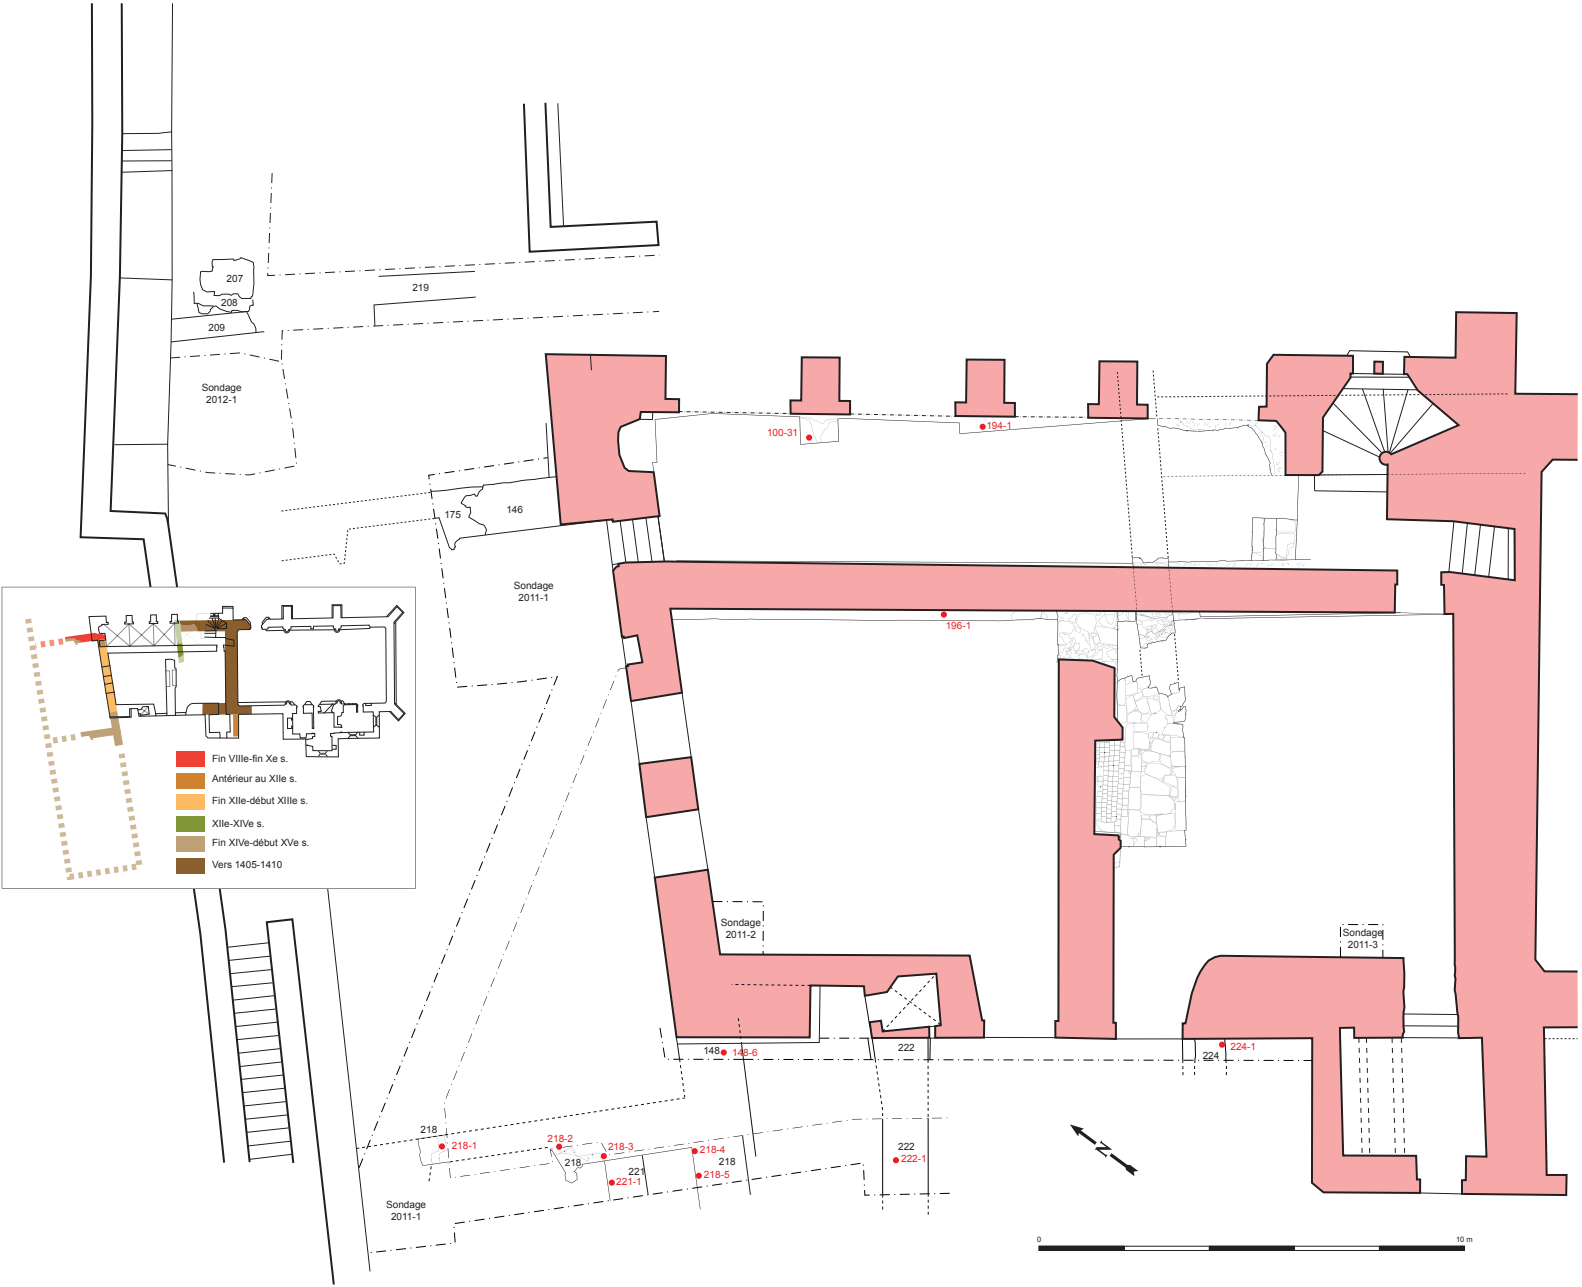 207
208
219
209
Sondage
2012-1
100-31
194-1
175
146
Sondage
2011-1
196-1
Fin VIIIe-fin Xe s.
Antérieur au XIIe s.
Fin XIIe-début XIIIe s.
XIIe-XIVe s.
Fin XIVe-début XVe s.
Vers 1405-1410
Sondage
2011-2
Sondage
2011-3
148
148-6
222
224
224-1
218
218-1
218-2
218-3
218-4
218
218
221
221-1
218-5
222
222-1
N
Sondage
2011-1
0
10 m